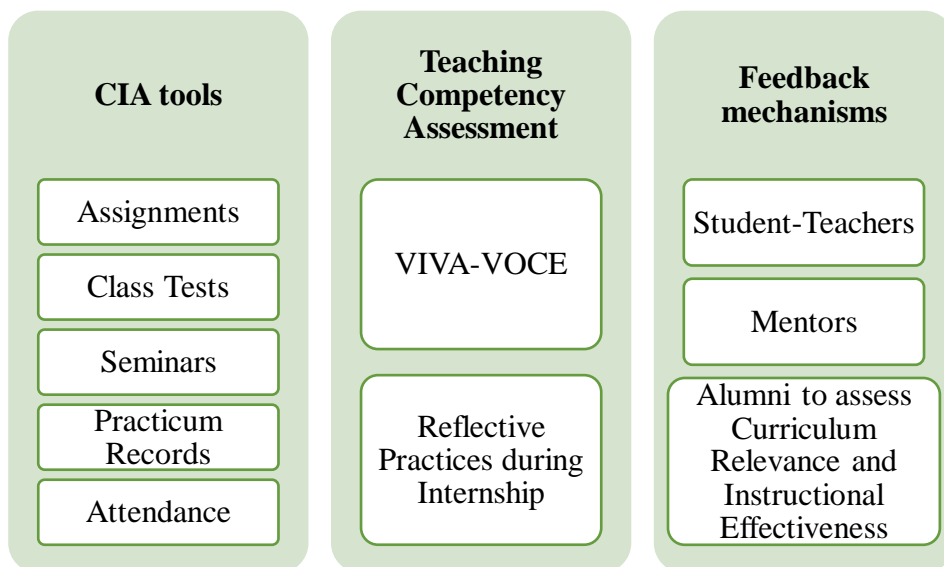 CIA tools
Assignments
Class Tests
Seminars
Practicum
Records
Attendance
Teaching
Competency
Assessment
VIVA-VOCE
Reflective
Practices during
Internship
Feedback
mechanisms
Student-Teachers
Mentors
Alumni to assess
Curriculum
Relevance and
Instructional
Effectiveness